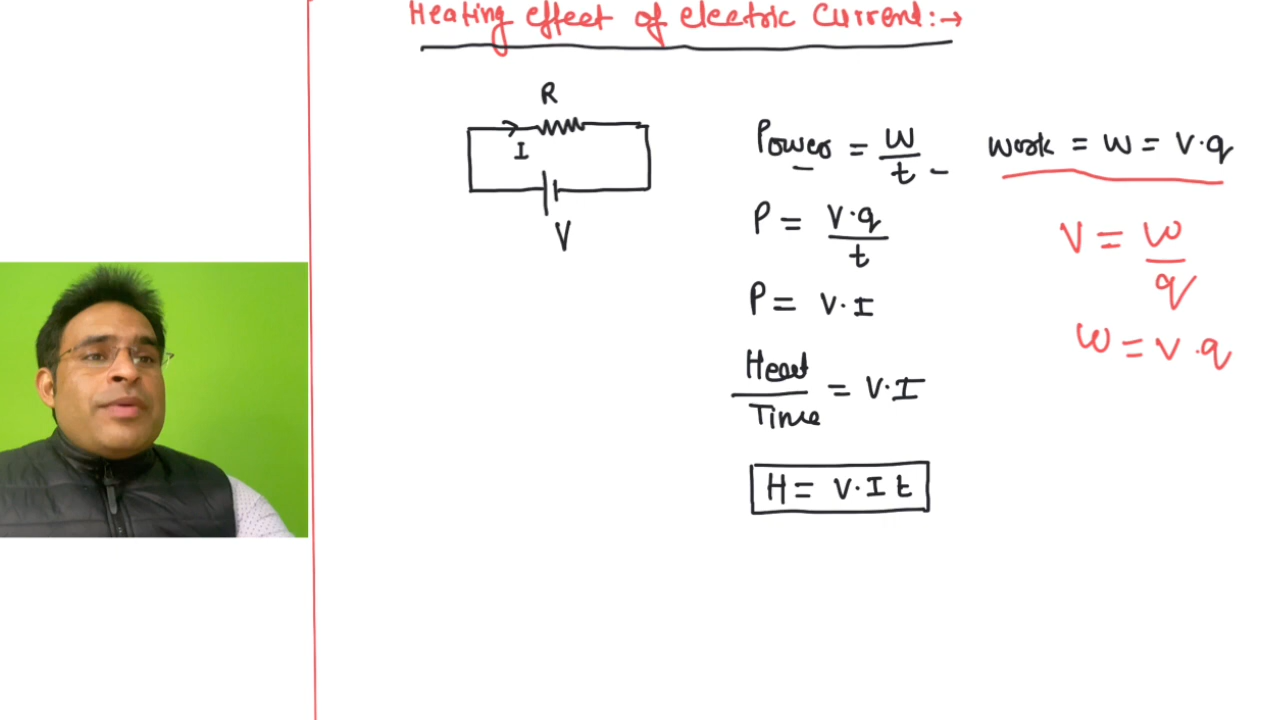 Heating effect of electric Current:→
R
I
V
Power = W/t
work = W = V·q
P = V·q/t
V = W/q
P = V·I
W = V·q
Heat/Time = V·I
H = V·I t